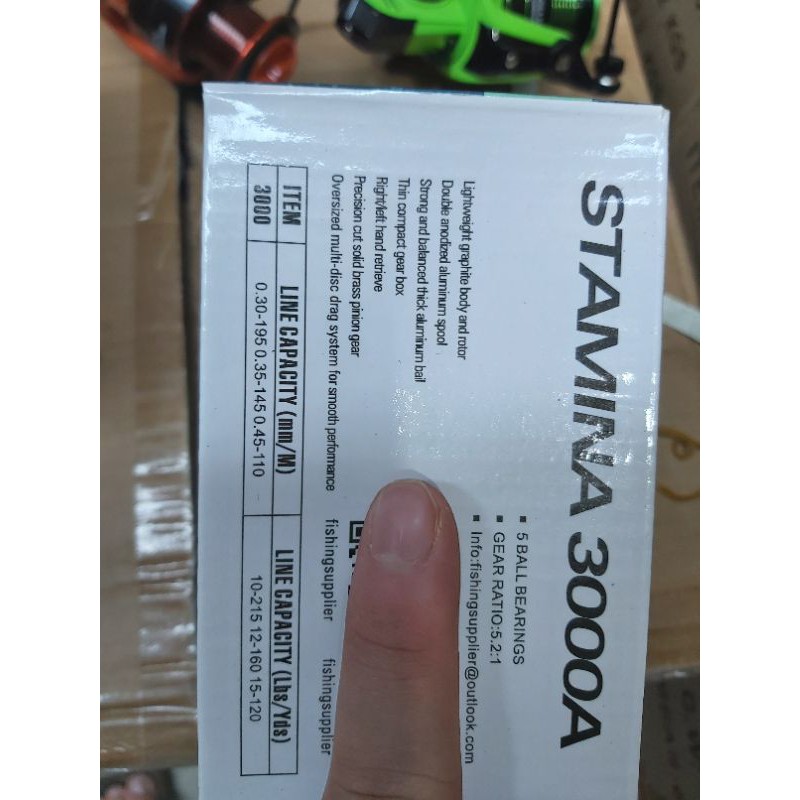 STAMINA 3000A
5 BALL BEARINGS
GEAR RATIO:5.2:1
Info:fishingsupplier@outlook.com
Lightweight graphite body and rotor
Double anodized aluminum spool
Strong and balanced thick aluminum bail
Thin compact gear box
Right/left hand retrieve
Precision cut solid brass pinion gear
Oversized multi-disc drag system for smooth performance
fishingsupplier fishingsupplier
ITEM LINE CAPACITY (mm/M) LINE CAPACITY (Lbs/Yds)
3000 0.30-195 0.35-145 0.45-110 10-215 12-160 15-120